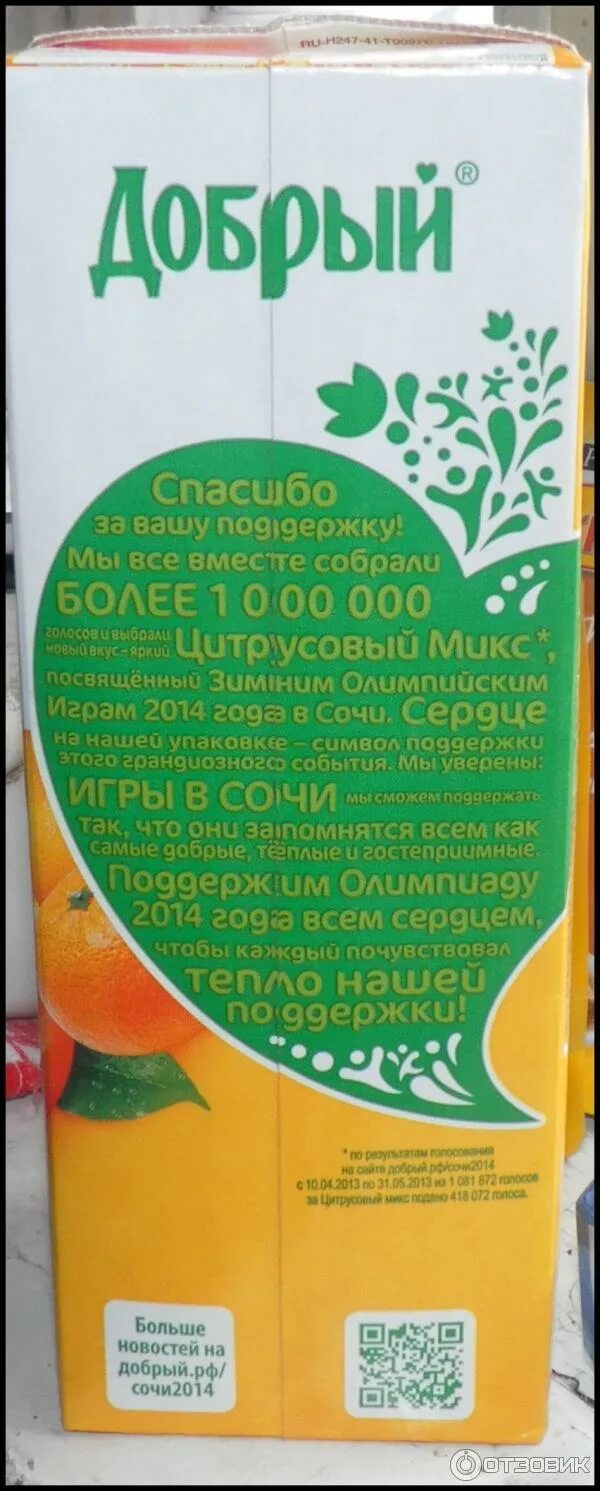 RU-H247-41-
Добрый®
Спасибо
за вашу поддержку!
Мы все вместе собрали
БОЛЕЕ 1 000 000
голосов и выбрали
новый вкус – яркий Цитрусовый Микс*,
посвящённый Зимним Олимпийским
Играм 2014 года в Сочи. Сердце
на нашей упаковке – символ поддержки
этого грандиозного события. Мы уверены:
ИГРЫ В СОЧИ мы сможем поддержать
так, что они запомнятся всем как
самые добрые, тёплые и гостеприимные.
Поддержим Олимпиаду
2014 года всем сердцем,
чтобы каждый почувствовал
тепло нашей
поддержки!
* по результатам голосования
на сайте добрый.рф/сочи2014
с 10.04.2013 по 31.05.2013 из 1 081 872 голосов
за Цитрусовый микс подано 418 072 голоса.
Больше
новостей на
добрый.рф/
сочи2014
ОТЗОВИК